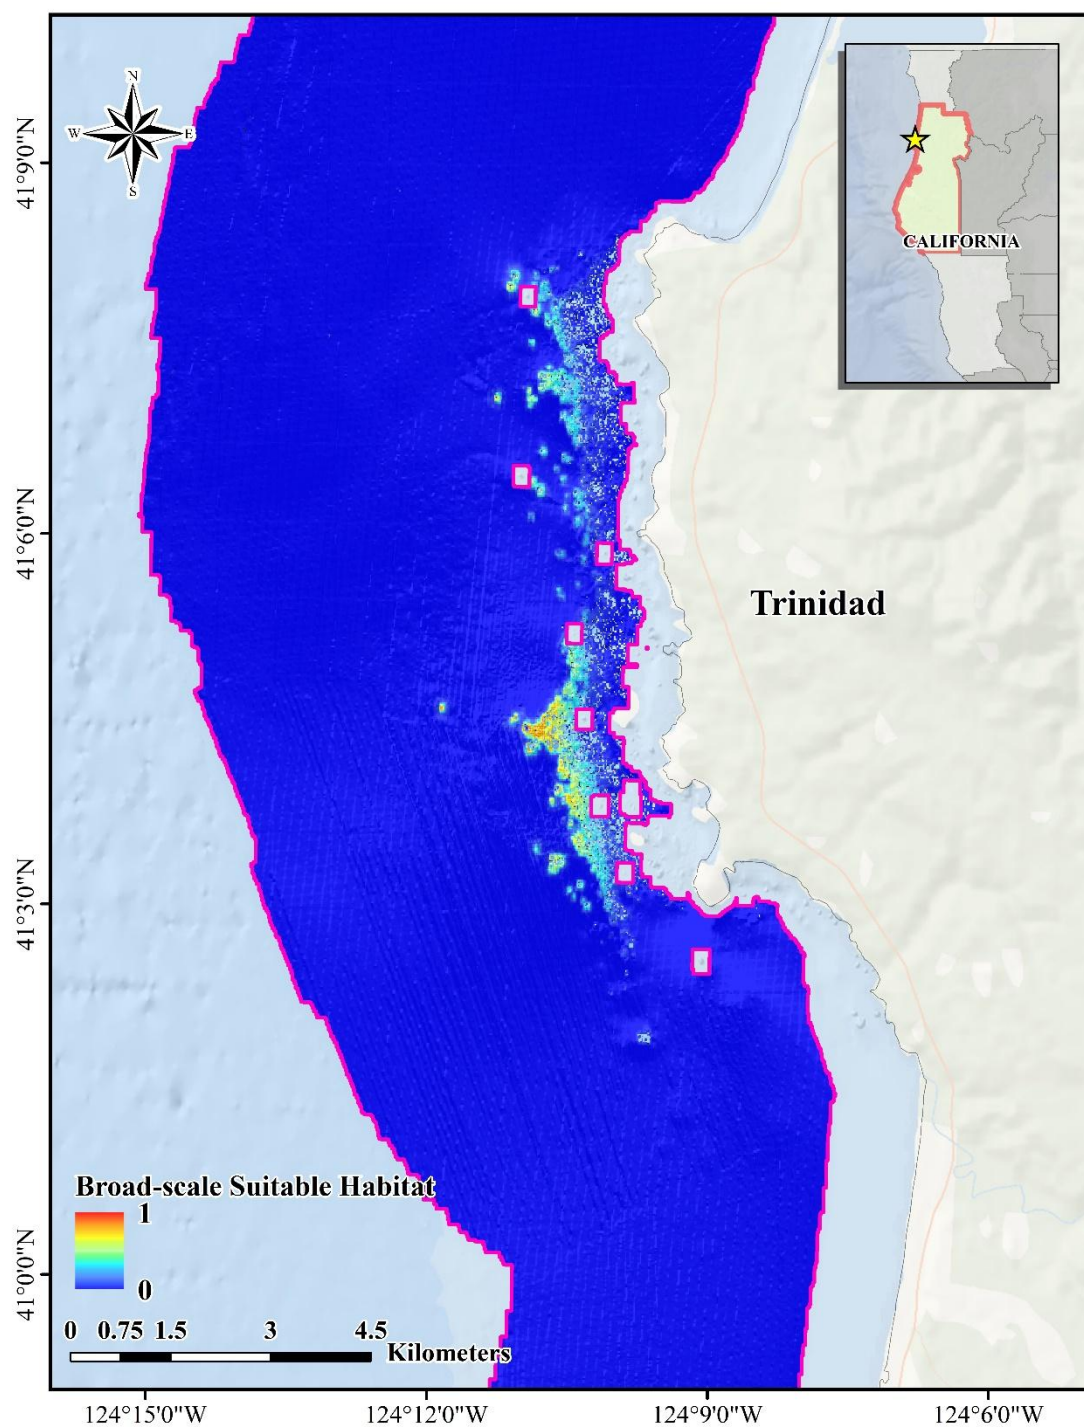 N
W
E
S
CALIFORNIA
41°9'0"N
41°6'0"N
Trinidad
41°3'0"N
Broad-scale Suitable Habitat
1
0
41°0'0"N
0 0.75 1.5 3 4.5
Kilometers
124°15'0"W 124°12'0"W 124°9'0"W 124°6'0"W